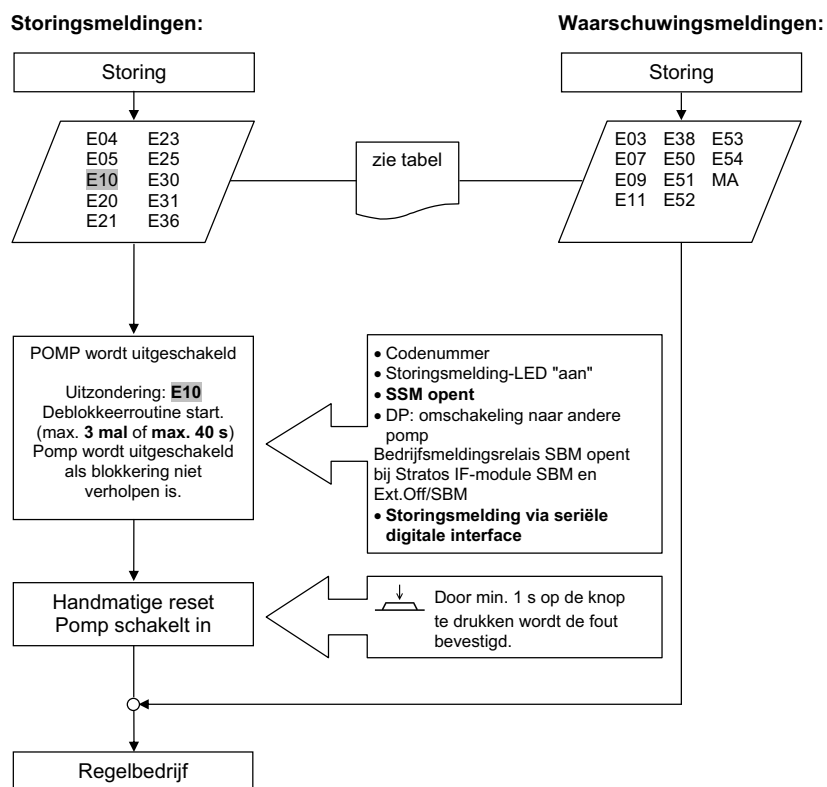 Storingsmeldingen:
Waarschuwingsmeldingen:
Storing
Storing
E04 E23
E05 E25
E10 E30
E20 E31
E21 E36
zie tabel
E03 E38 E53
E07 E50 E54
E09 E51 MA
E11 E52
POMP wordt uitgeschakeld
Uitzondering: E10
Deblokkeerroutine start.
(max. 3 mal of max. 40 s)
Pomp wordt uitgeschakeld
als blokkering niet
verholpen is.
• Codenummer
• Storingsmelding-LED "aan"
• SSM opent
• DP: omschakeling naar andere
pomp
Bedrijfsmeldingsrelais SBM opent
bij Stratos IF-module SBM en
Ext.Off/SBM
• Storingsmelding via seriële
digitale interface
Handmatige reset
Pomp schakelt in
Door min. 1 s op de knop
te drukken wordt de fout
bevestigd.
Regelbedrijf